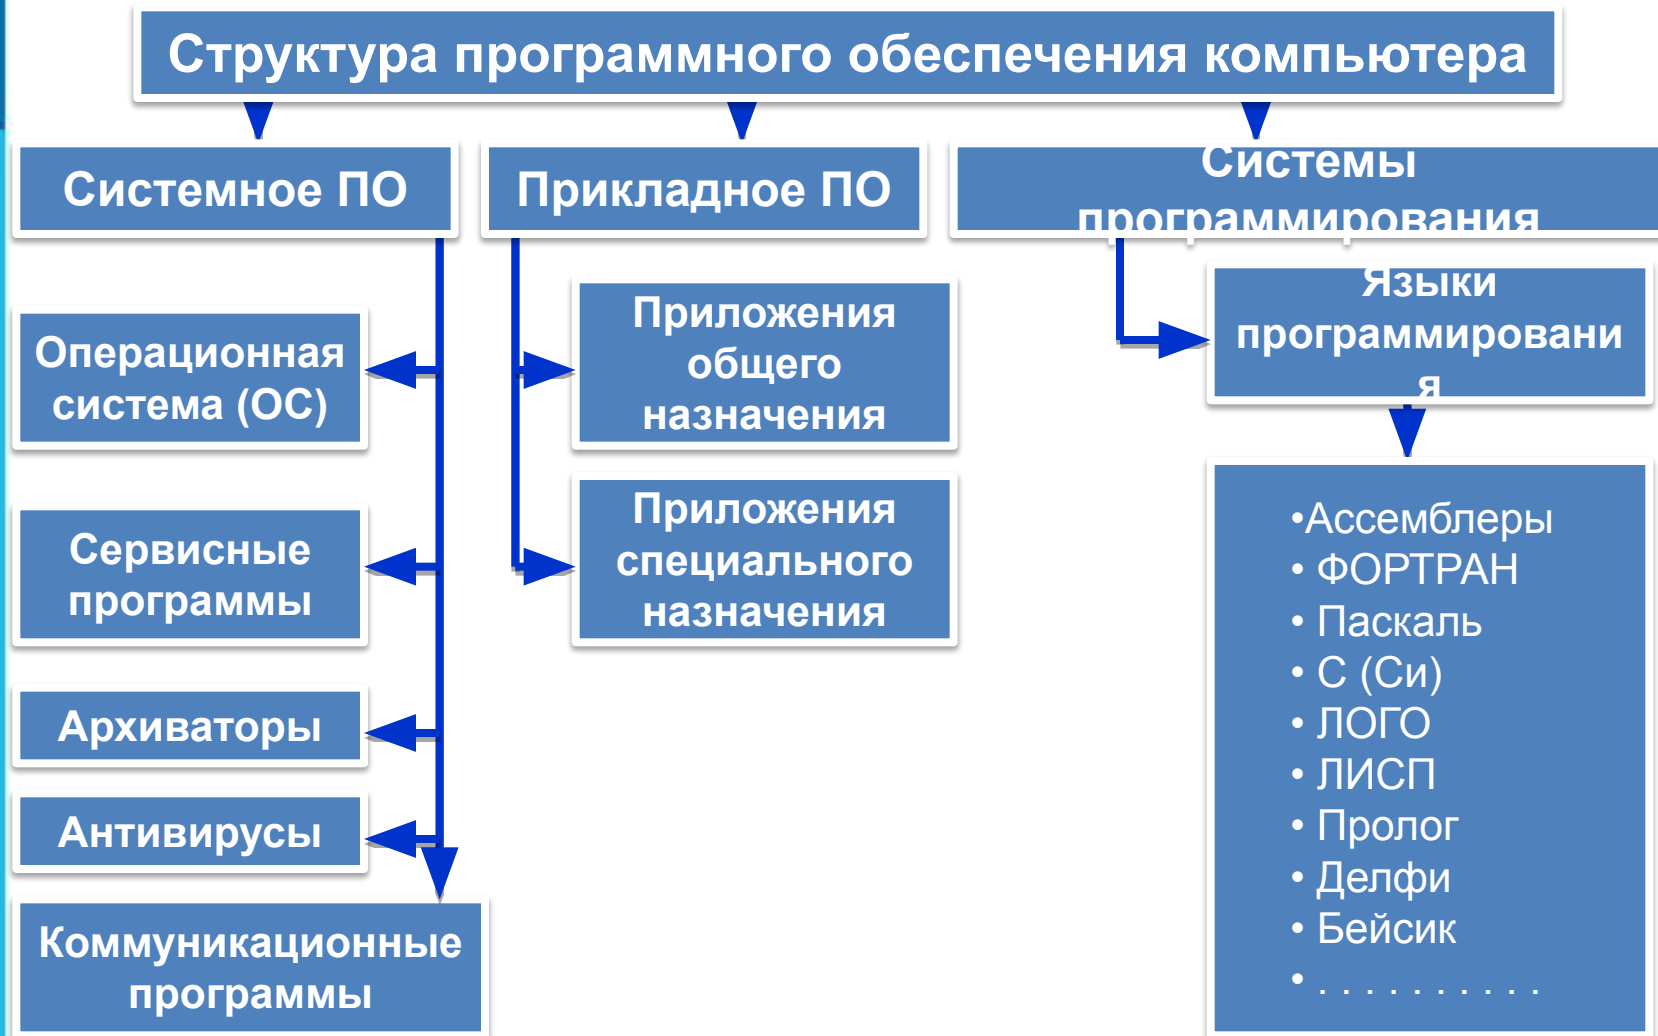 Структура программного обеспечения компьютера
Системное ПО
Прикладное ПО
Системы
программирования
Операционная
система (ОС)
Сервисные
программы
Архиваторы
Антивирусы
Коммуникационные
программы
Приложения
общего
назначения
Приложения
специального
назначения
Языки
программировани
я
•Ассемблеры
• ФОРТРАН
• Паскаль
• С (Си)
• ЛОГО
• ЛИСП
• Пролог
• Делфи
• Бейсик
• . . . . . . . . . .